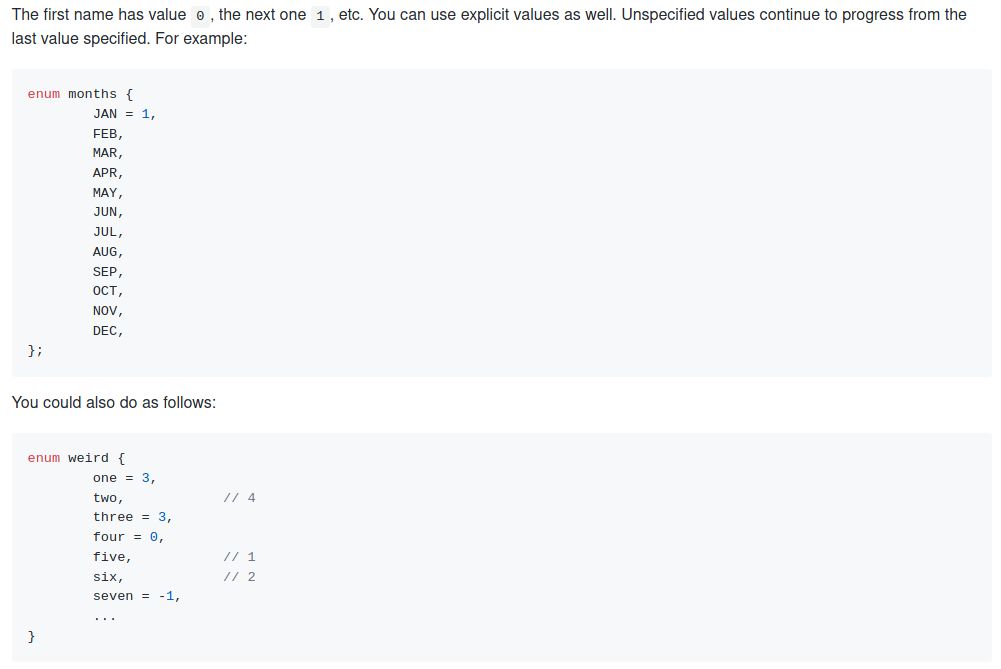 The first name has value 0 , the next one 1 , etc. You can use explicit values as well. Unspecified values continue to progress from the
last value specified. For example:
enum months {
        JAN = 1,
        FEB,
        MAR,
        APR,
        MAY,
        JUN,
        JUL,
        AUG,
        SEP,
        OCT,
        NOV,
        DEC,
};
You could also do as follows:
enum weird {
        one = 3,
        two,            // 4
        three = 3,
        four = 0,
        five,           // 1
        six,            // 2
        seven = -1,
        ...
}